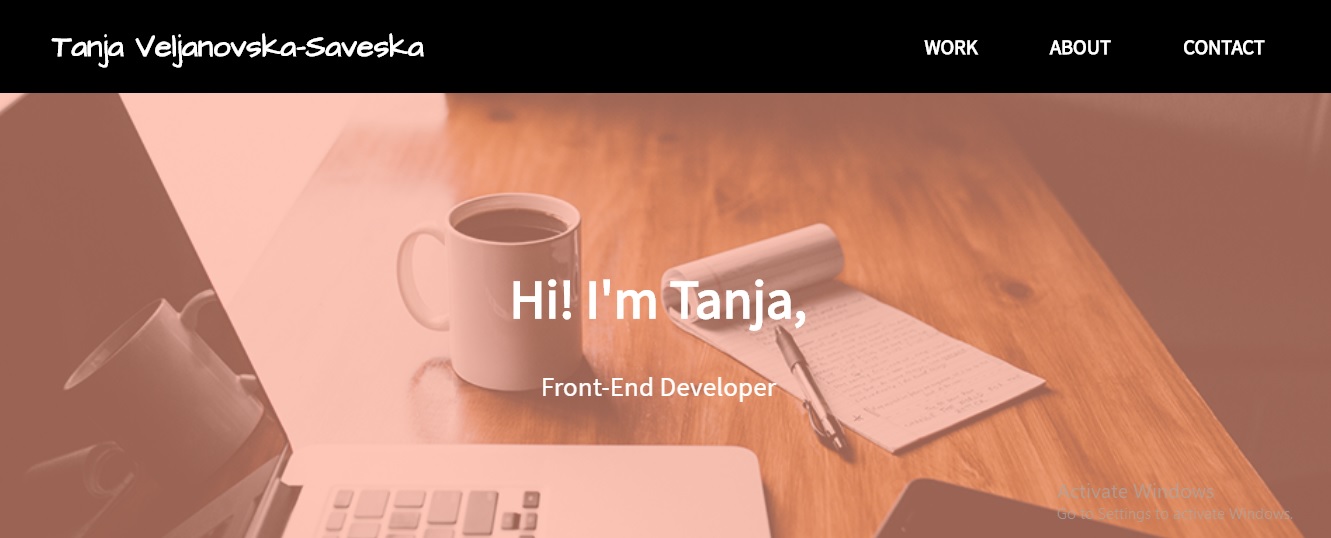 Tanja Veljanovska-Saveska
WORK ABOUT CONTACT
Hi! I'm Tanja,
Front-End Developer
Activate Windows
Go to Settings to activate Windows.